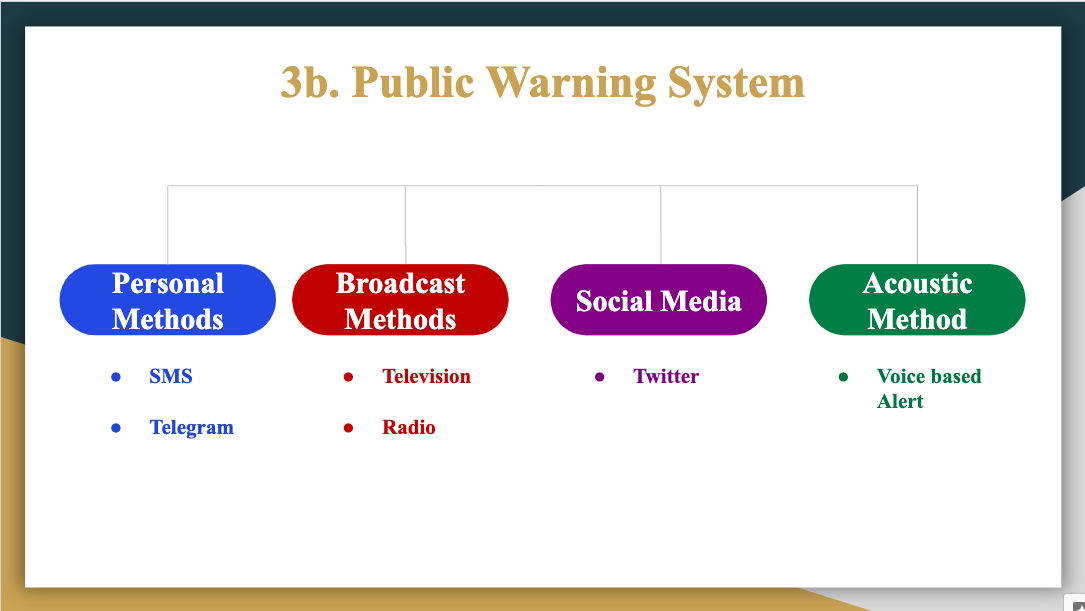 3b. Public Warning System
Personal
Methods
Broadcast
Methods
Social Media
Acoustic
Method
● SMS
● Telegram
● Television
● Radio
● Twitter
● Voice based
Alert